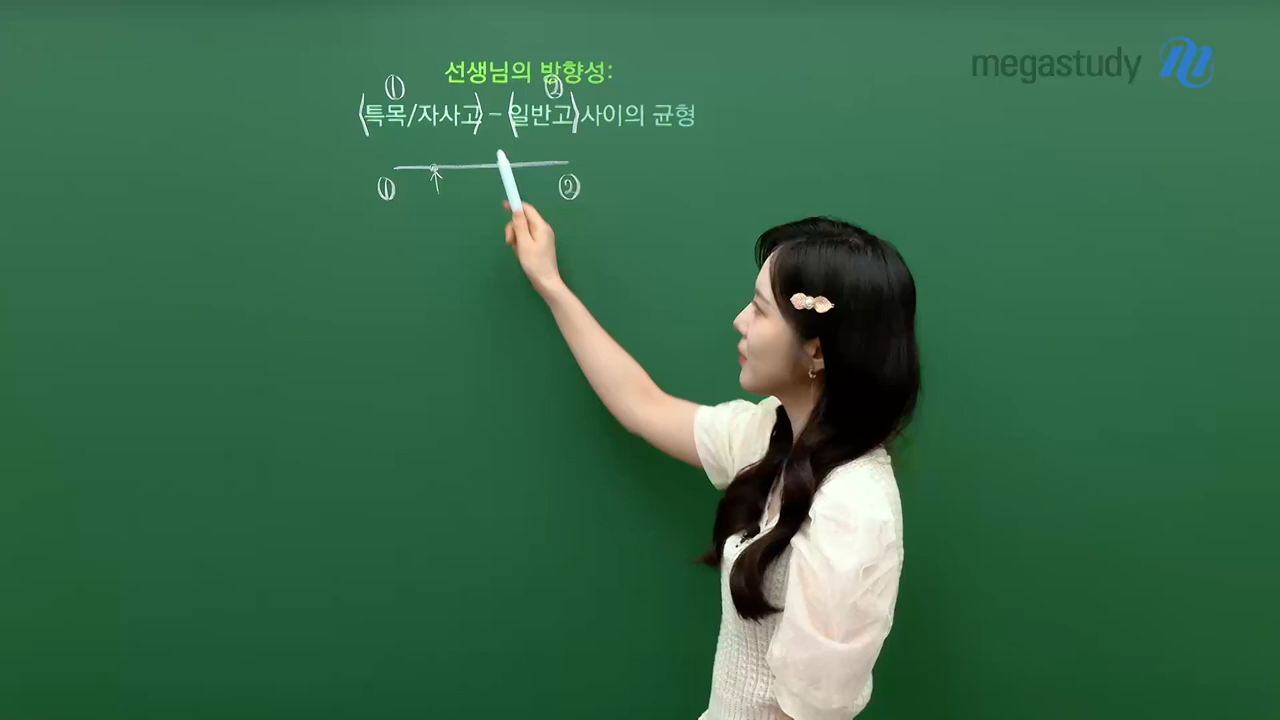 megastudy
선생님의 방향성:
① ②
<특목/자사고> - <일반고> 사이의 균형
① ↑ ②